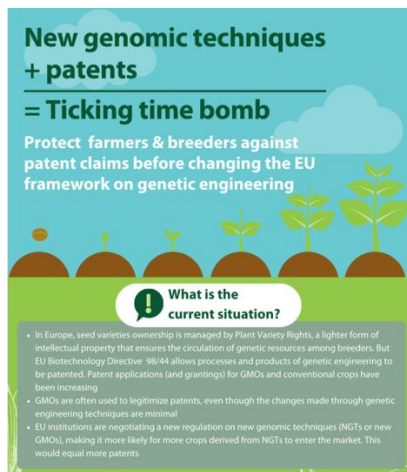 New genomic techniques
+ patents
= Ticking time bomb
Protect farmers & breeders against
patent claims before changing the EU
framework on genetic engineering
What is the
current situation?
• In Europe, seed varieties ownership is managed by Plant Variety Rights, a lighter form of
intellectual property that ensures the circulation of genetic resources among breeders. But
EU Biotechnology Directive 98/44 allows processes and products of genetic engineering to
be patented. Patent applications (and grantings) for GMOs and conventional crops have
been increasing
• GMOs are often used to legitimize patents, even though the changes made through genetic
engineering techniques are minimal
• EU institutions are negotiating a new regulation on new genomic techniques (NGTs or new
GMOs), making it more likely for more crops derived from NGTs to enter the market. This
would equal more patents